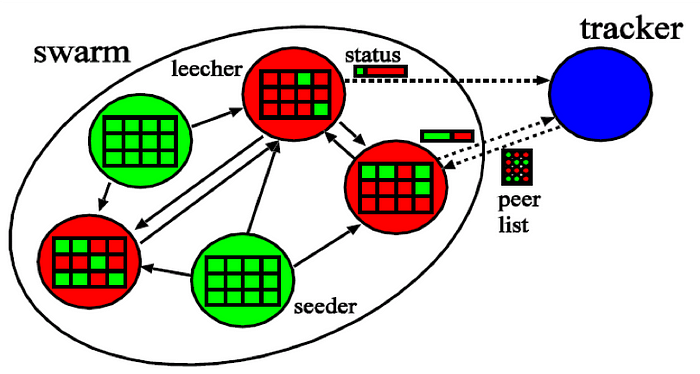 tracker
swarm
status
leecher
peer
list
seeder